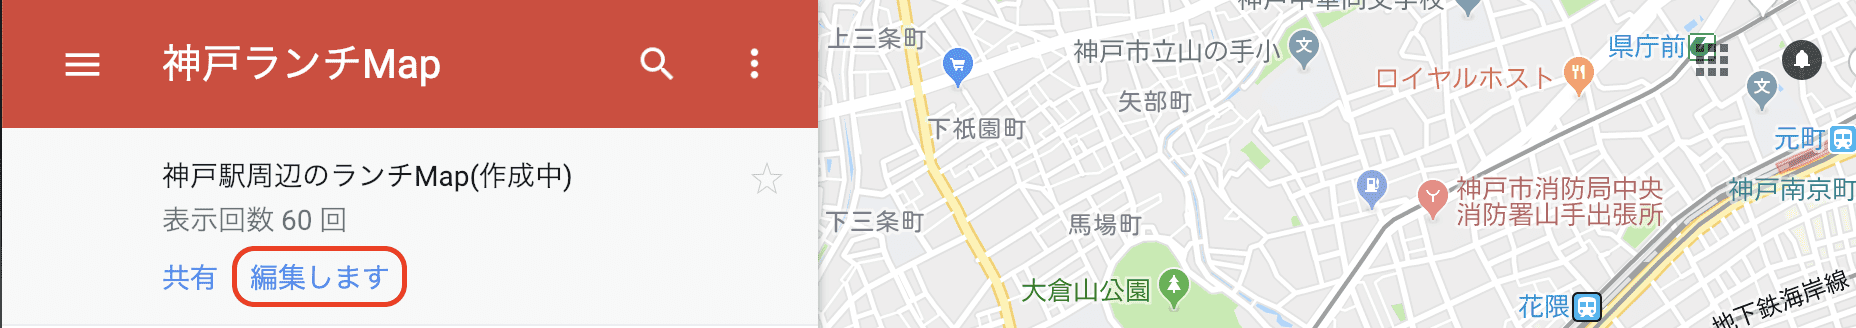 神戸ランチMap
神戸駅周辺のランチMap(作成中)
表示回数 60 回
共有 編集します
上三条町
神戸市立山の手小
県庁前
ロイヤルホスト
矢部町
下祇園町
元町
神戸市消防局中央
消防署山手出張所
神戸南京町
下三条町
馬場町
大倉山公園
花隈
地下鉄海岸線
文
文